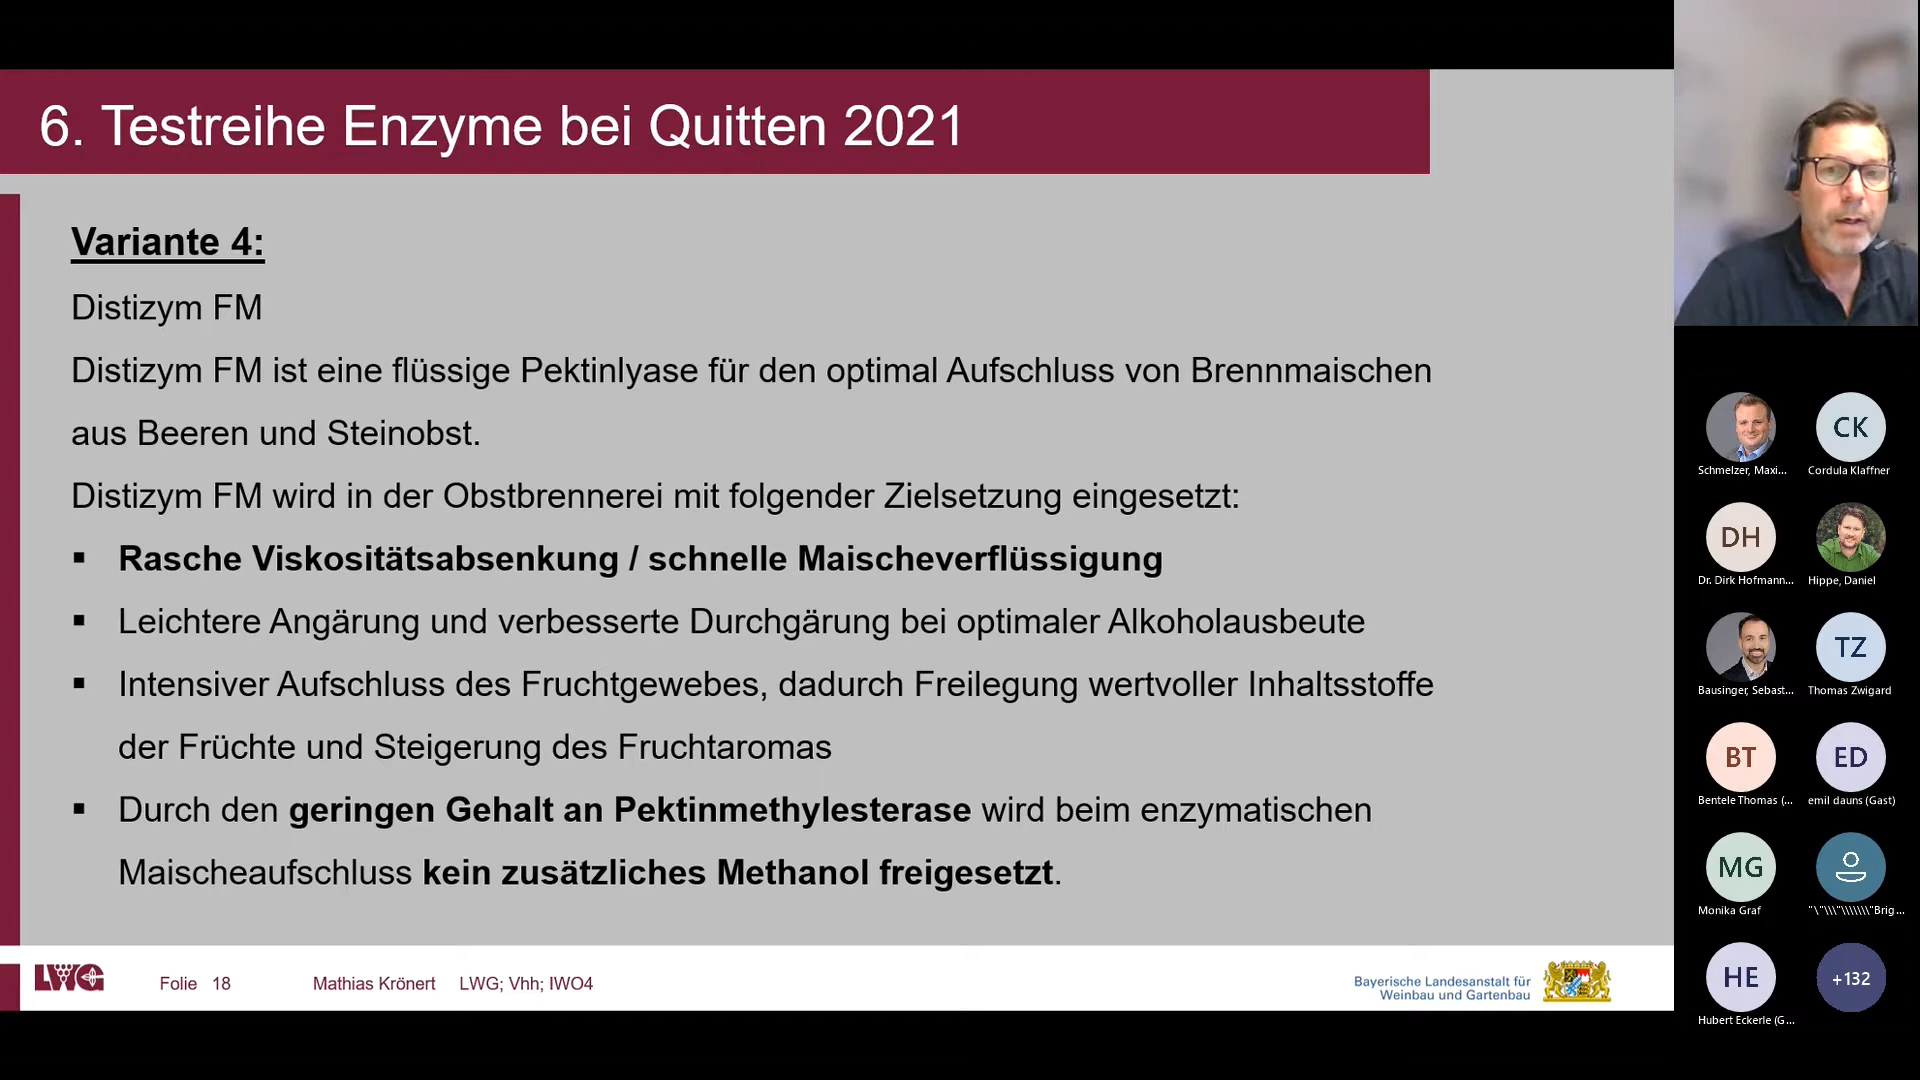 6. Testreihe Enzyme bei Quitten 2021
Variante 4:
Distizym FM
Distizym FM ist eine flüssige Pektinlyase für den optimal Aufschluss von Brennmaischen
aus Beeren und Steinobst.
Distizym FM wird in der Obstbrennerei mit folgender Zielsetzung eingesetzt:
▪ Rasche Viskositätsabsenkung / schnelle Maischeverflüssigung
▪ Leichtere Angärung und verbesserte Durchgärung bei optimaler Alkoholausbeute
▪ Intensiver Aufschluss des Fruchtgewebes, dadurch Freilegung wertvoller Inhaltsstoffe
der Früchte und Steigerung des Fruchtaromas
▪ Durch den geringen Gehalt an Pektinmethylesterase wird beim enzymatischen
Maischeaufschluss kein zusätzliches Methanol freigesetzt.
LWG
Folie 18 Mathias Krönert LWG; Vhh; IWO4
Bayerische Landesanstalt für
Weinbau und Gartenbau
CK
Schmelzer, Maxi... Cordula Klaffner
DH
Dr. Dirk Hofmann... Hippe, Daniel
TZ
Bausinger, Sebast... Thomas Zwigard
BT ED
Bentele Thomas (... emil dauns (Gast)
MG
Monika Graf "\"\\\"\\\\\\\"Brig...
HE +132
Hubert Eckerle (G...